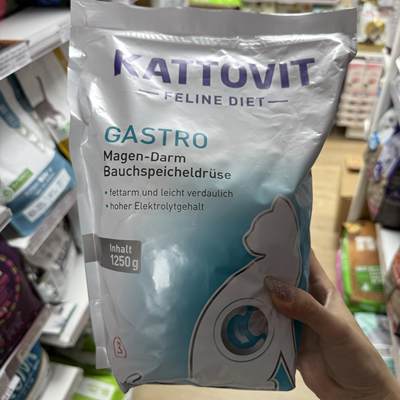 KATTOVIT
FELINE DIET
GASTRO
Magen-Darm
Bauchspeicheldrüse
• fettarm und leicht verdaulich
• hoher Elektrolytgehalt
Inhalt
1250 g